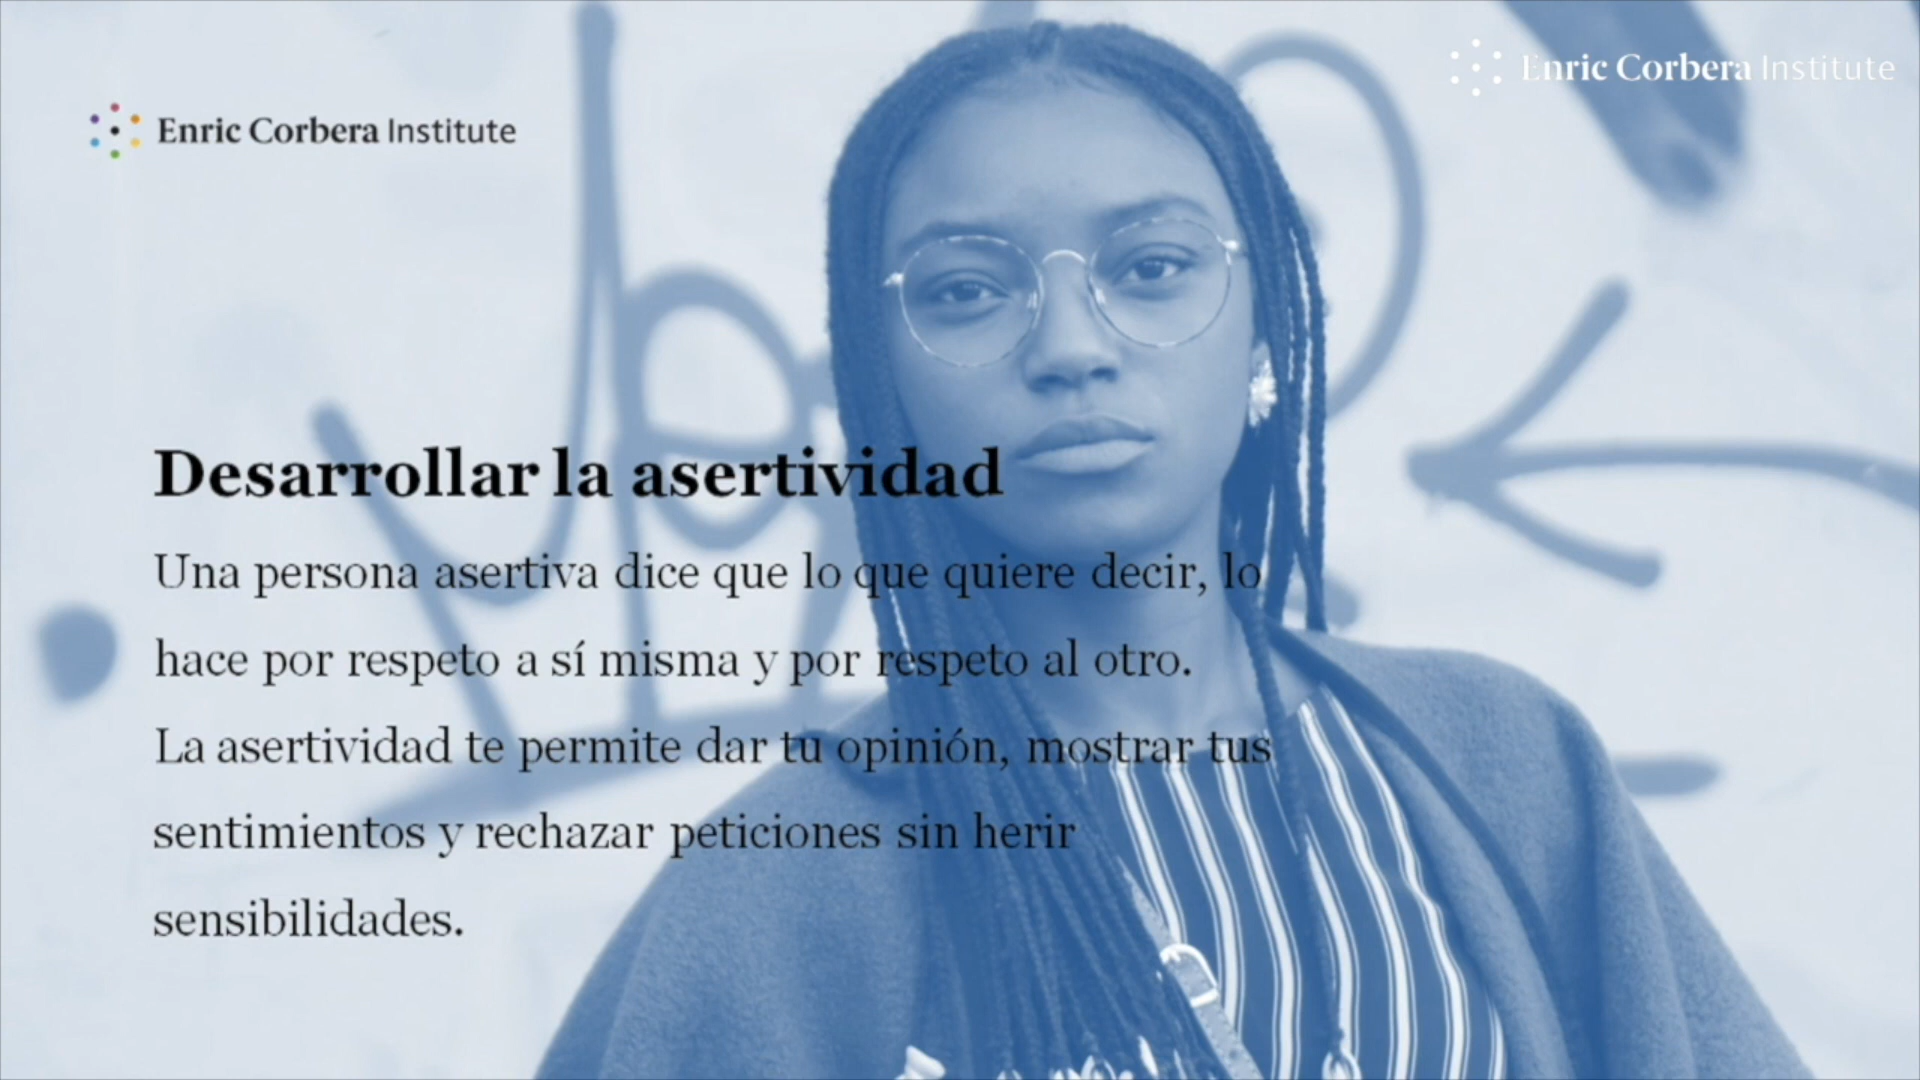 Enric Corbera Institute
Enric Corbera Institute
Desarrollar la asertividad
Una persona asertiva dice que lo que quiere decir, lo
hace por respeto a sí misma y por respeto al otro.
La asertividad te permite dar tu opinión, mostrar tus
sentimientos y rechazar peticiones sin herir
sensibilidades.